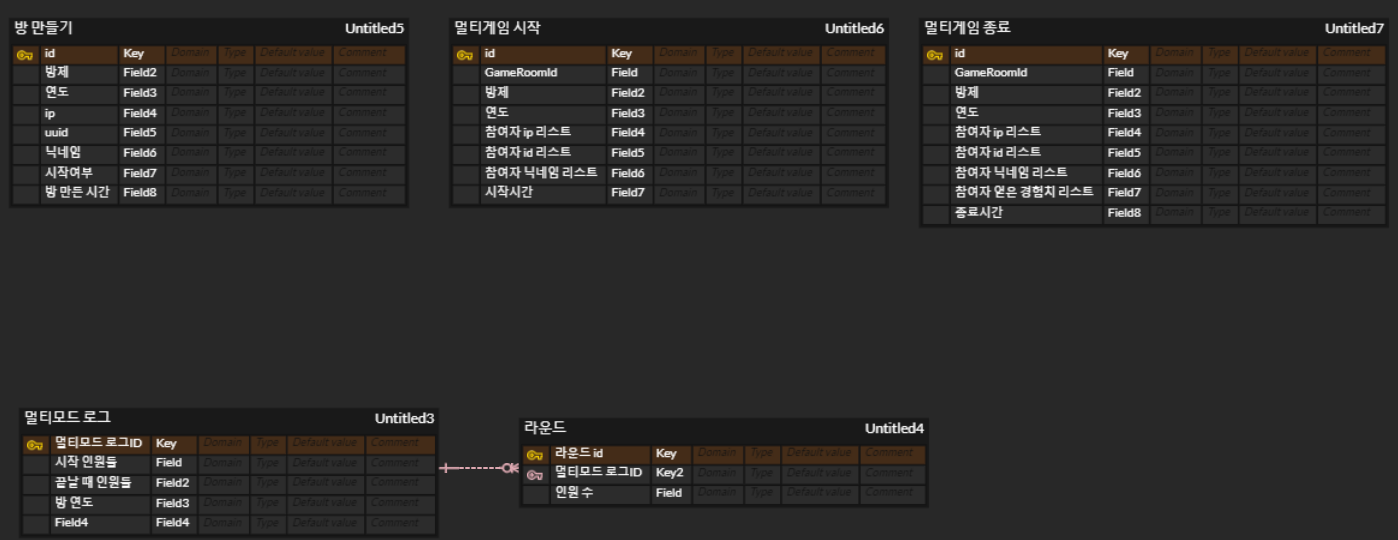 방 만들기 Untitled5
id Key Domain Type Default value Comment
방제 Field2 Domain Type Default value Comment
연도 Field3 Domain Type Default value Comment
ip Field4 Domain Type Default value Comment
uuid Field5 Domain Type Default value Comment
닉네임 Field6 Domain Type Default value Comment
시작여부 Field7 Domain Type Default value Comment
방 만든 시간 Field8 Domain Type Default value Comment
멀티게임 시작 Untitled6
id Key Domain Type Default value Comment
GameRoomId Field Domain Type Default value Comment
방제 Field2 Domain Type Default value Comment
연도 Field3 Domain Type Default value Comment
참여자 ip 리스트 Field4 Domain Type Default value Comment
참여자 id 리스트 Field5 Domain Type Default value Comment
참여자 닉네임 리스트 Field6 Domain Type Default value Comment
시작시간 Field7 Domain Type Default value Comment
멀티게임 종료 Untitled7
id Key Domain Type Default value Comment
GameRoomId Field Domain Type Default value Comment
방제 Field2 Domain Type Default value Comment
연도 Field3 Domain Type Default value Comment
참여자 ip 리스트 Field4 Domain Type Default value Comment
참여자 id 리스트 Field5 Domain Type Default value Comment
참여자 닉네임 리스트 Field6 Domain Type Default value Comment
참여자 얻은 경험치 리스트 Field7 Domain Type Default value Comment
종료시간 Field8 Domain Type Default value Comment
멀티모드 로그 Untitled3
멀티모드 로그ID Key Domain Type Default value Comment
시작 인원들 Field Domain Type Default value Comment
끝날 때 인원들 Field2 Domain Type Default value Comment
방 연도 Field3 Domain Type Default value Comment
Field4 Field4 Domain Type Default value Comment
라운드 Untitled4
라운드 id Key Domain Type Default value Comment
멀티모드 로그ID Key2 Domain Type Default value Comment
인원 수 Field Domain Type Default value Comment